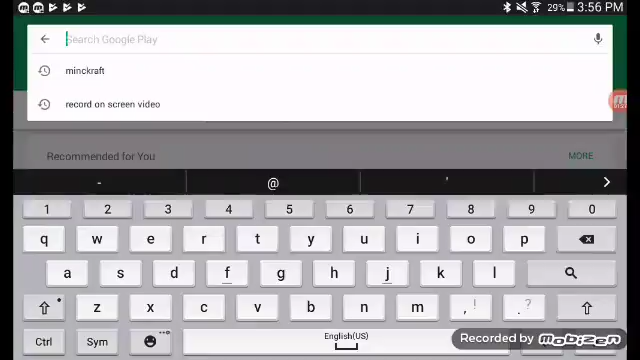 29% 3:56 PM
Search Google Play
minckraft
record on screen video
Recommended for You MORE
- @ '
1 2 3 4 5 6 7 8 9 0
q w e r t y u i o p
a s d f g h j k l
z x c v b n m , ! . ?
Ctrl Sym English(US)
Recorded by mobizen